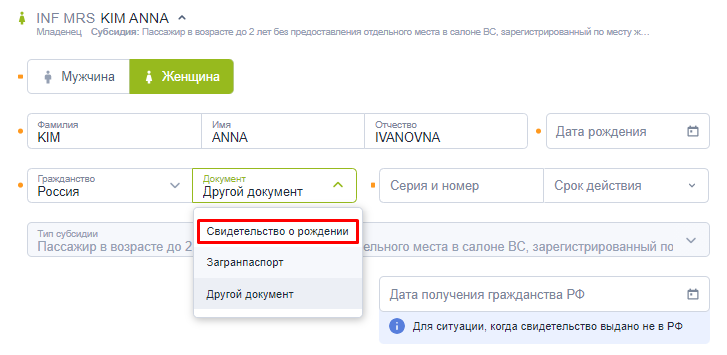 INF MRS KIM ANNA
Младенец Субсидия: Пассажир в возрасте до 2 лет без предоставления отдельного места в салоне ВС, зарегистрированный по месту ж...
Мужчина Женщина
Фамилия Имя Отчество
KIM ANNA IVANOVNA Дата рождения
Гражданство Документ
Россия Другой документ Серия и номер Срок действия
Свидетельство о рождении
Тип субсидии
Пассажир в возрасте до 2 дельного места в салоне ВС, зарегистрированный по
Загранпаспорт
Другой документ Дата получения гражданства РФ
Для ситуации, когда свидетельство выдано не в РФ